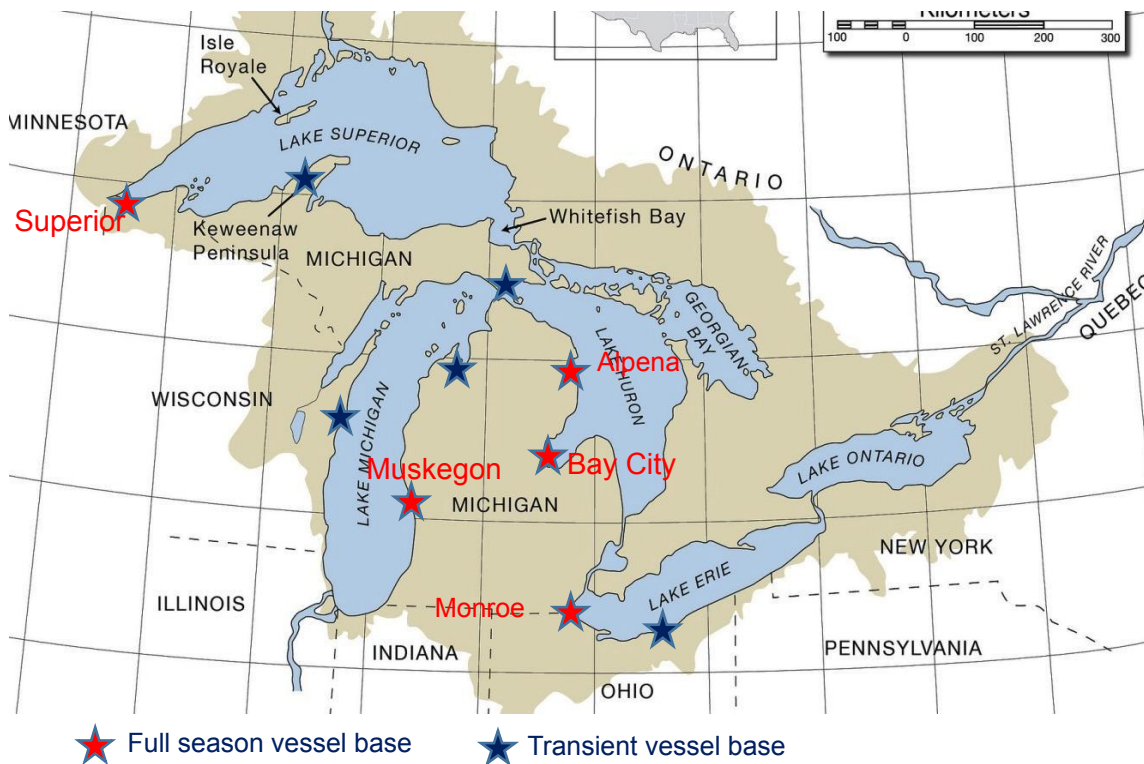 Kilometers
100 0 100 200 300
Isle
Royale
MINNESOTA
LAKE SUPERIOR
ONTARIO
Superior
Keweenaw
Peninsula
Whitefish Bay
MICHIGAN
GEORGIAN
BAY
ST. LAWRENCE RIVER
QUEBEC
LAKE HURON
Alpena
WISCONSIN
LAKE MICHIGAN
Muskegon
Bay City
MICHIGAN
LAKE ONTARIO
NEW YORK
LAKE ERIE
ILLINOIS
Monroe
INDIANA
PENNSYLVANIA
OHIO
Full season vessel base
Transient vessel base